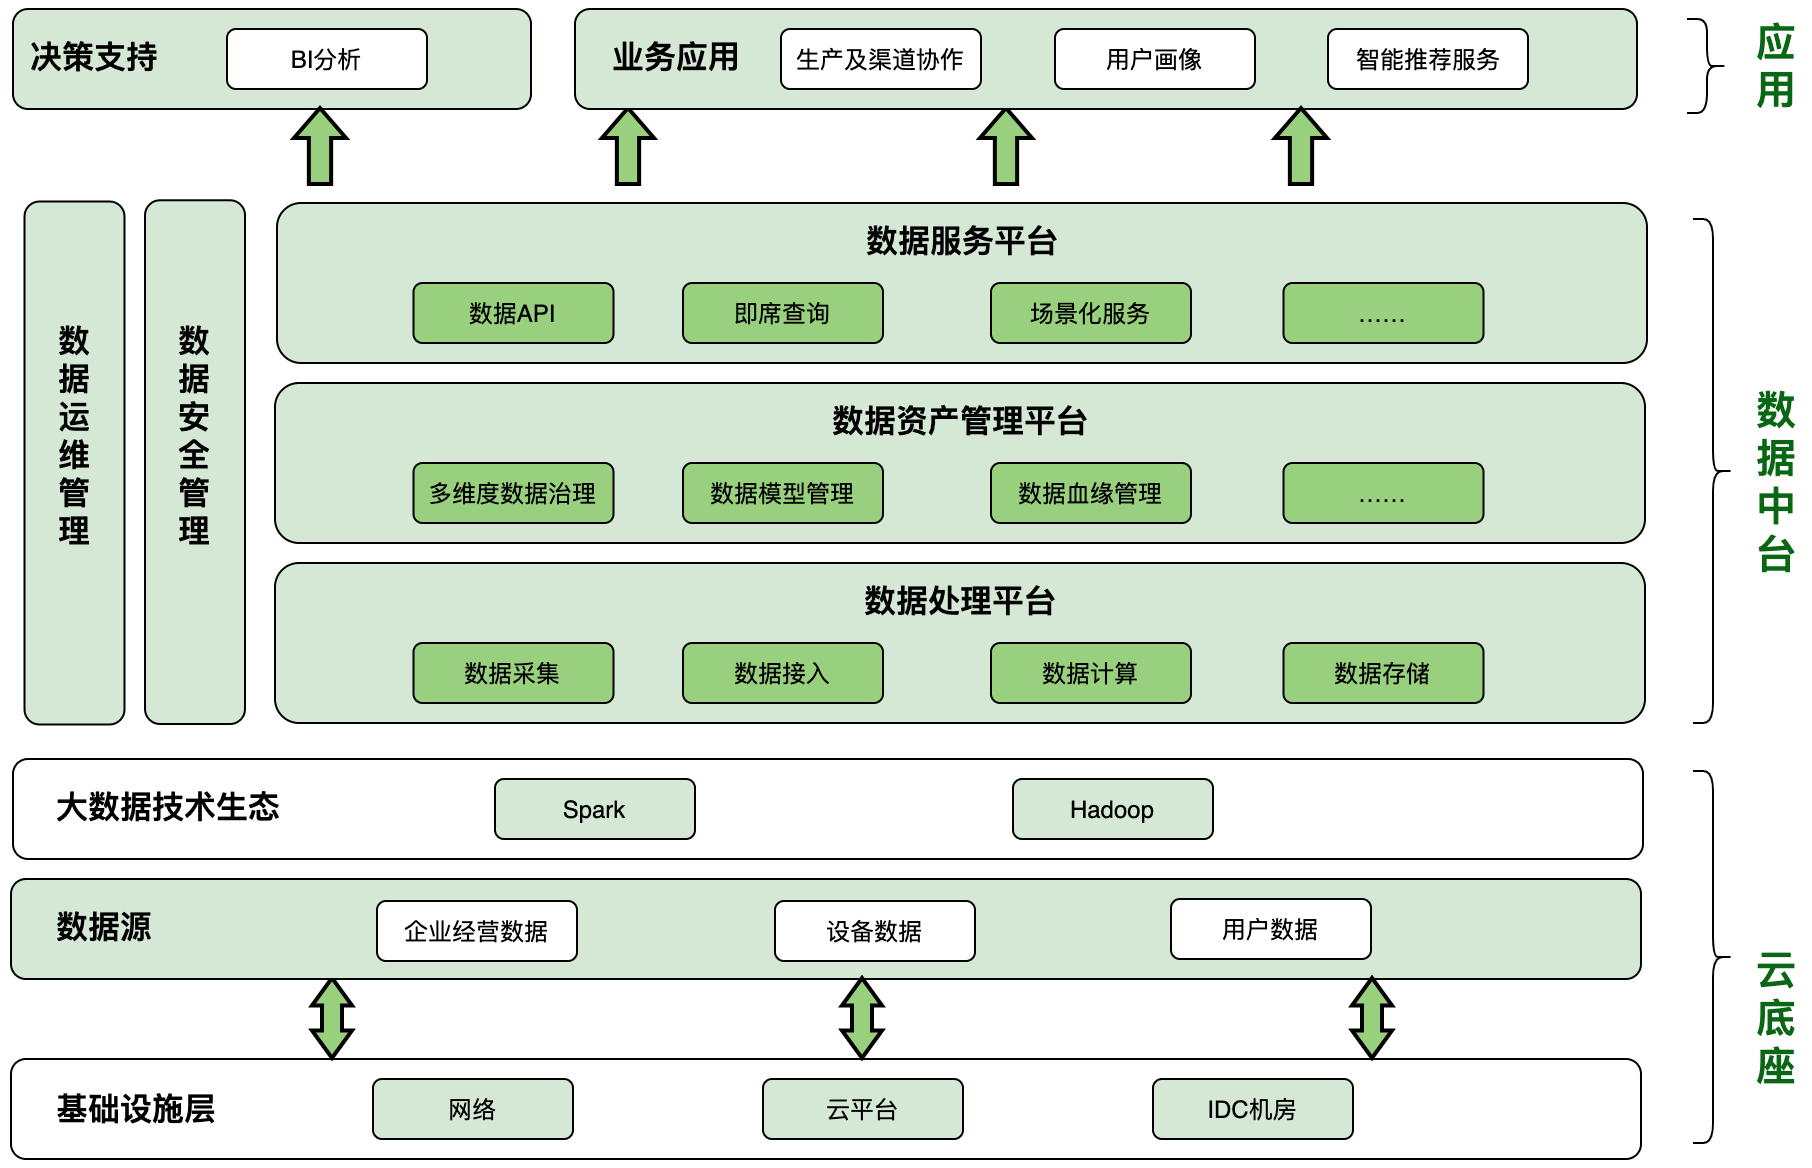 决策支持
BI分析
业务应用
生产及渠道协作
用户画像
智能推荐服务
应用
数据运维管理
数据安全管理
数据服务平台
数据API
即席查询
场景化服务
……
数据资产管理平台
多维度数据治理
数据模型管理
数据血缘管理
……
数据处理平台
数据采集
数据接入
数据计算
数据存储
数据中台
大数据技术生态
Spark
Hadoop
数据源
企业经营数据
设备数据
用户数据
基础设施层
网络
云平台
IDC机房
云底座